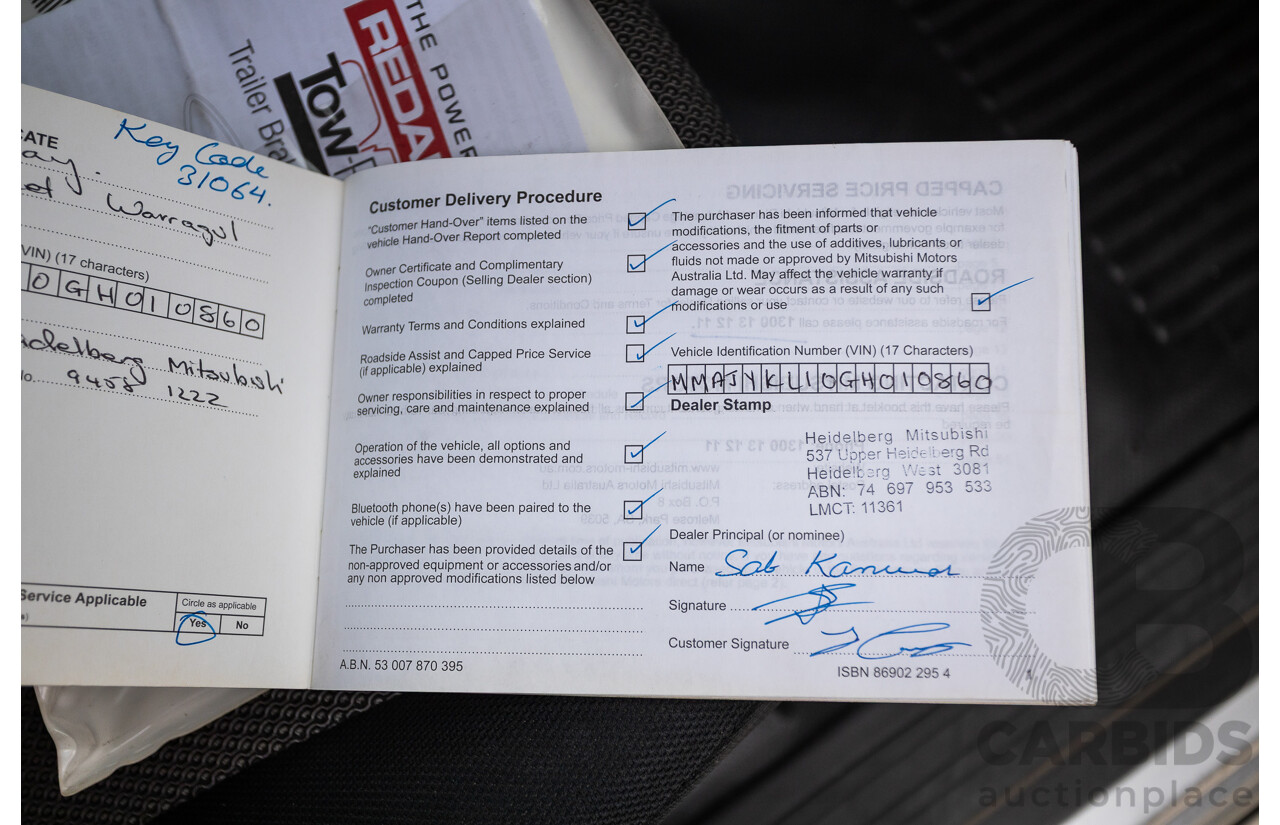 THE POWER
REDA
TOW-
Trailer Bra
CATE
Key Code
31064.
ay.
Warragul
VIN) (17 characters)
0GH010860
delberg Mitsubishi
9458 1222
Service Applicable
Circle as applicable
Yes No
Customer Delivery Procedure
"Customer Hand-Over" items listed on the
vehicle Hand-Over Report completed
Owner Certificate and Complimentary
Inspection Coupon (Selling Dealer section)
completed
Warranty Terms and Conditions explained
Roadside Assist and Capped Price Service
(if applicable) explained
Owner responsibilities in respect to proper
servicing, care and maintenance explained
Operation of the vehicle, all options and
accessories have been demonstrated and
explained
Bluetooth phone(s) have been paired to the
vehicle (if applicable)
The Purchaser has been provided details of the
non-approved equipment or accessories and/or
any non approved modifications listed below
A.B.N. 53 007 870 395
The purchaser has been informed that vehicle
modifications, the fitment of parts or
accessories and the use of additives, lubricants or
fluids not made or approved by Mitsubishi Motors
Australia Ltd. May affect the vehicle warranty if
damage or wear occurs as a result of any such
modifications or use
Vehicle Identification Number (VIN) (17 Characters)
MMAJYKL10GH010860
Dealer Stamp
Heidelberg Mitsubishi
537 Upper Heidelberg Rd
Heidelberg West 3081
ABN: 74 697 953 533
LMCT: 11361
Dealer Principal (or nominee)
Name Sab Kanwar
Signature
Customer Signature
ISBN 86902 295 4
1
CARBIDS
auctionplace